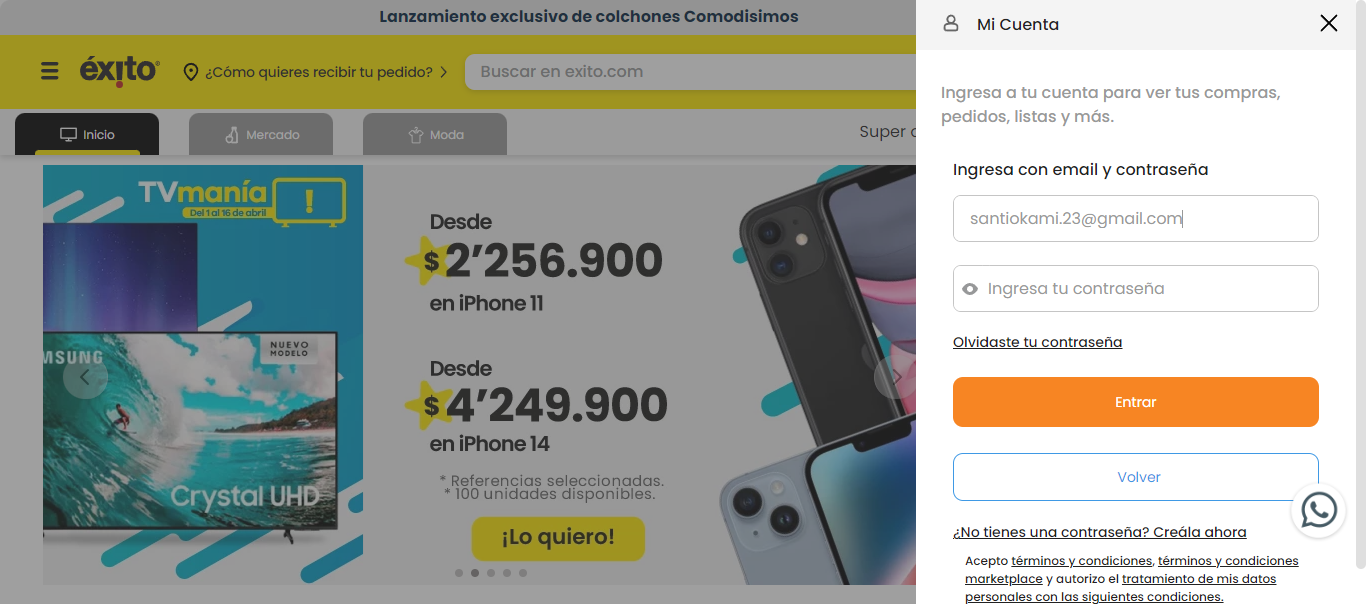 Lanzamiento exclusivo de colchones Comodisimos
éxito
¿Cómo quieres recibir tu pedido?
Buscar en exito.com
Inicio
Mercado
Moda
Super
TVmanía
Del 1 al 16 de abril
!
NUEVO
MODELO
MSUNG
Crystal UHD
Desde
$2’256.900
en iPhone 11
Desde
$4’249.900
en iPhone 14
* Referencias seleccionadas.
* 100 unidades disponibles.
¡Lo quiero!
Mi Cuenta
Ingresa a tu cuenta para ver tus compras,
pedidos, listas y más.
Ingresa con email y contraseña
santiokami.23@gmail.com
Ingresa tu contraseña
Olvidaste tu contraseña
Entrar
Volver
¿No tienes una contraseña? Creála ahora
Acepto términos y condiciones, términos y condiciones
marketplace y autorizo el tratamiento de mis datos
personales con las siguientes condiciones.